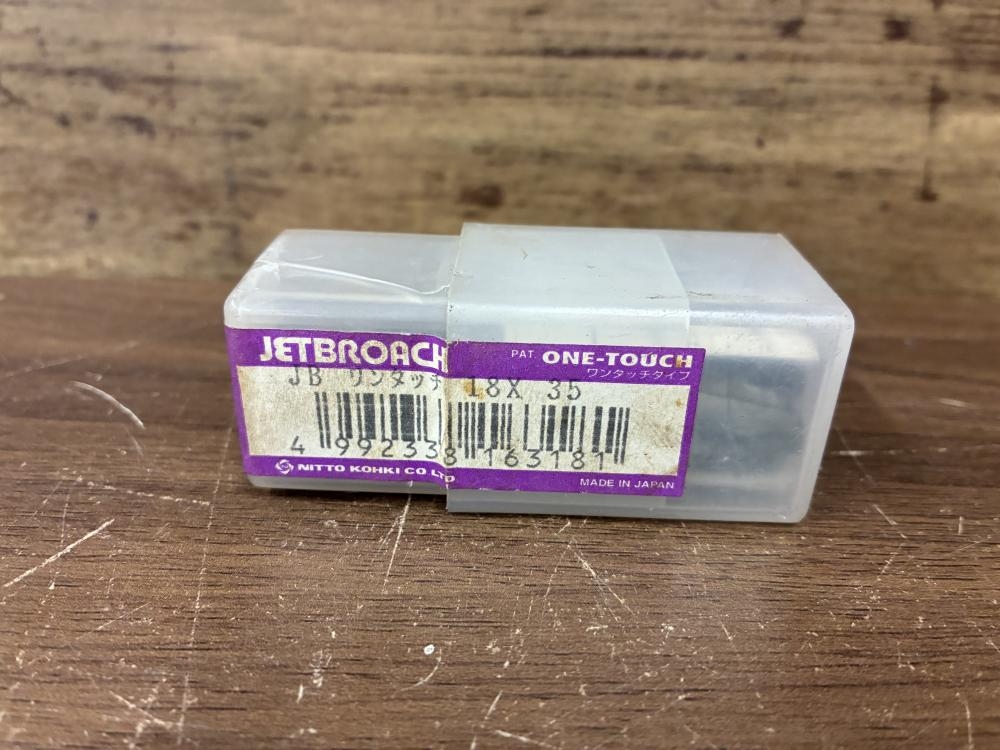 JETBROACH PAT. ONE-TOUCH
ワンタッチタイプ
JB ワンタッチ 18X 35
4 992338 163181
NITTO KOHKI CO LTD. MADE IN JAPAN